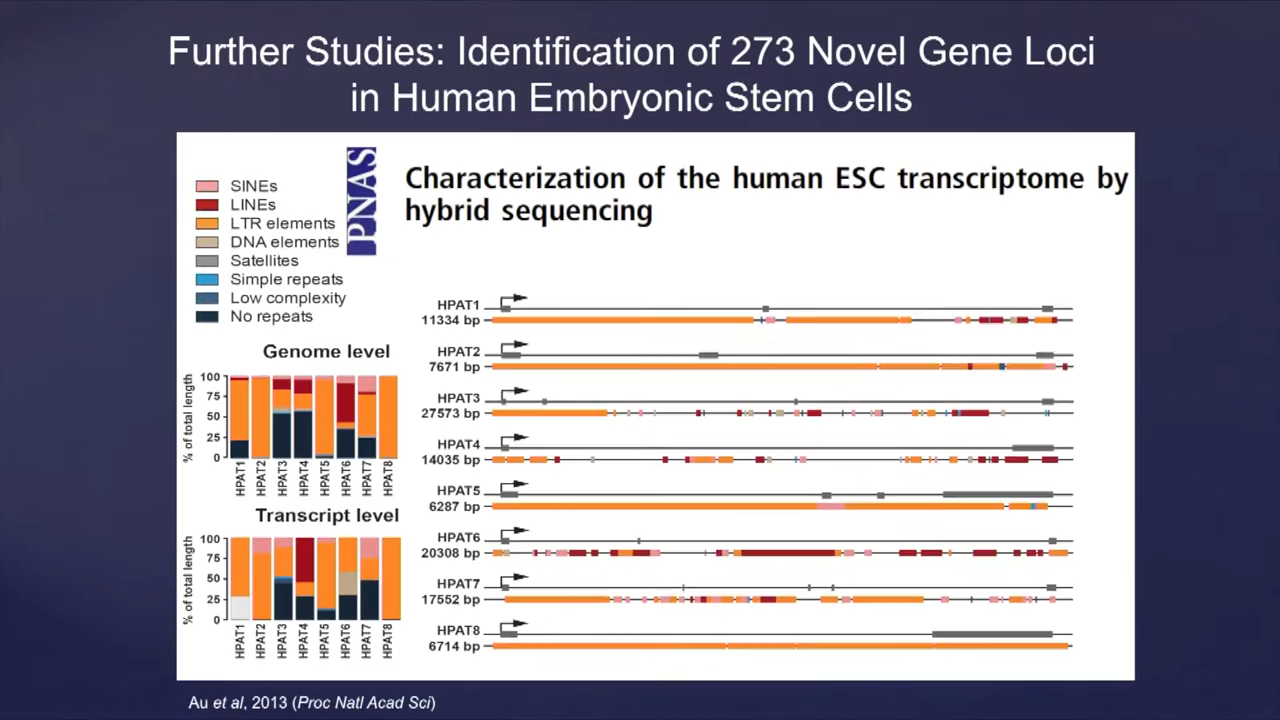 Further Studies: Identification of 273 Novel Gene Loci
in Human Embryonic Stem Cells
SINEs
LINEs
LTR elements
DNA elements
Satellites
Simple repeats
Low complexity
No repeats
PNAS
Characterization of the human ESC transcriptome by
hybrid sequencing
Genome level
% of total length
100
75
50
25
0
HPAT1
HPAT2
HPAT3
HPAT4
HPAT5
HPAT6
HPAT7
HPAT8
Transcript level
% of total length
100
75
50
25
0
HPAT1
HPAT2
HPAT3
HPAT4
HPAT5
HPAT6
HPAT7
HPAT8
HPAT1
11334 bp
HPAT2
7671 bp
HPAT3
27573 bp
HPAT4
14035 bp
HPAT5
6287 bp
HPAT6
20308 bp
HPAT7
17552 bp
HPAT8
6714 bp
Au et al, 2013 (Proc Natl Acad Sci)